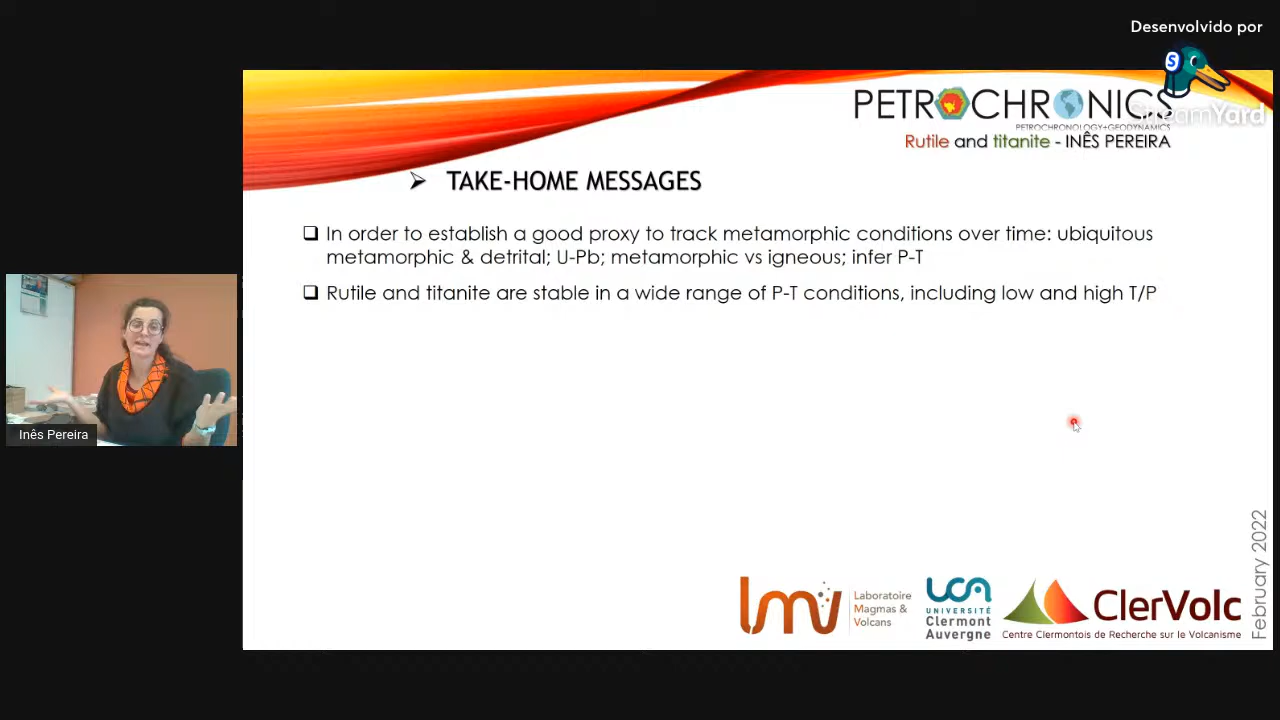 Desenvolvido por
S
StreamYard
PETROCHRONICS
PETROCHRONOLOGY+GEODYNAMICS
Rutile and titanite - INÊS PEREIRA
TAKE-HOME MESSAGES
In order to establish a good proxy to track metamorphic conditions over time: ubiquitous
metamorphic & detrital; U-Pb; metamorphic vs igneous; infer P-T
Rutile and titanite are stable in a wide range of P-T conditions, including low and high T/P
Inês Pereira
February 2022
lmv
Laboratoire
Magmas &
Volcans
UCA
UNIVERSITÉ
Clermont
Auvergne
ClerVolc
Centre Clermontois de Recherche sur le Volcanisme